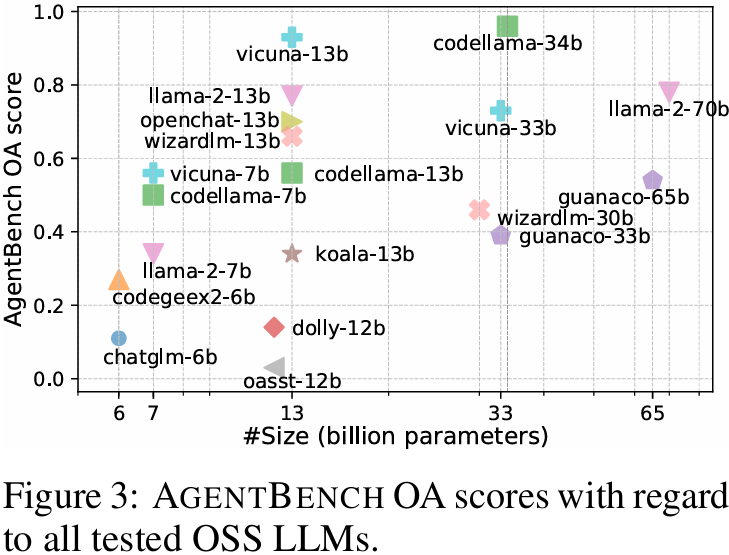 1.0
0.8
0.6
0.4
0.2
0.0
AgentBench OA score
codellama-34b
vicuna-13b
llama-2-13b
llama-2-70b
openchat-13b
vicuna-33b
wizardlm-13b
vicuna-7b
codellama-13b
codellama-7b
guanaco-65b
wizardlm-30b
guanaco-33b
koala-13b
llama-2-7b
codegeex2-6b
dolly-12b
chatglm-6b
oasst-12b
6 7 13 33 65
#Size (billion parameters)
Figure 3: AGENTBENCH OA scores with regard
to all tested OSS LLMs.